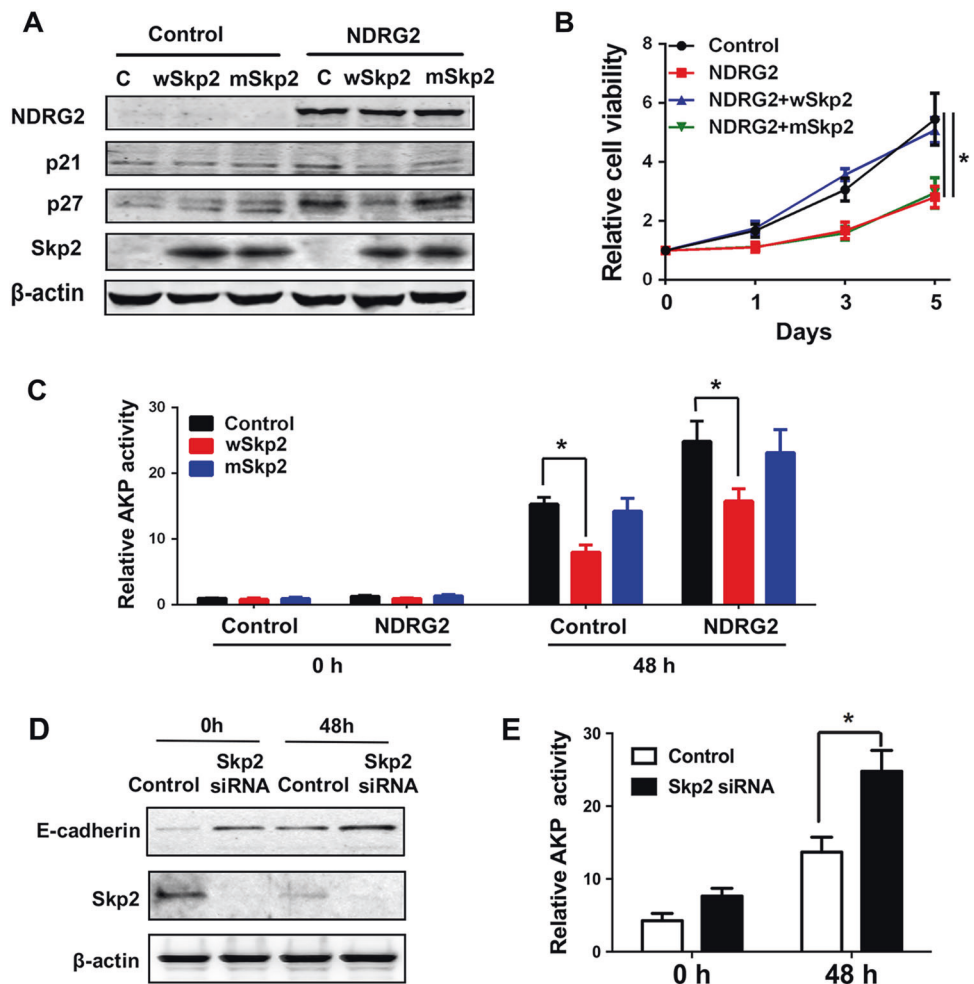 A
Control NDRG2
C wSkp2 mSkp2 C wSkp2 mSkp2
NDRG2
p21
p27
Skp2
β-actin
B
Relative cell viability
8
6
4
2
0
0 1 3 5
Days
Control
NDRG2
NDRG2+wSkp2
NDRG2+mSkp2
*
C
Relative AKP activity
30
20
10
0
Control
wSkp2
mSkp2
* *
Control NDRG2 Control NDRG2
0 h 48 h
D
0h 48h
Skp2 Skp2
Control siRNA Control siRNA
E-cadherin
Skp2
β-actin
E
Relative AKP activity
30
20
10
0
Control
Skp2 siRNA
*
0 h 48 h